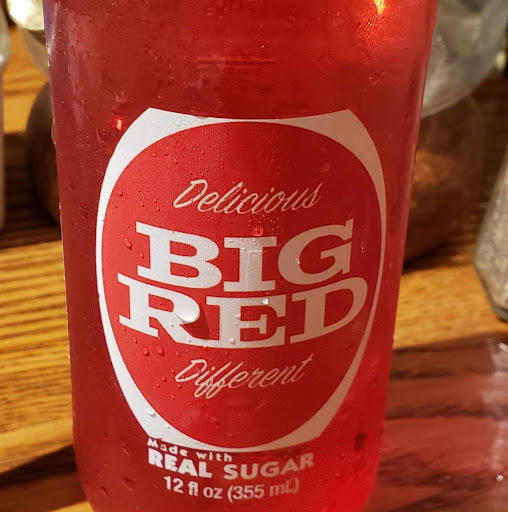 Delicious
BIG
RED
Different
Made with
REAL SUGAR
12 fl oz (355 mL)